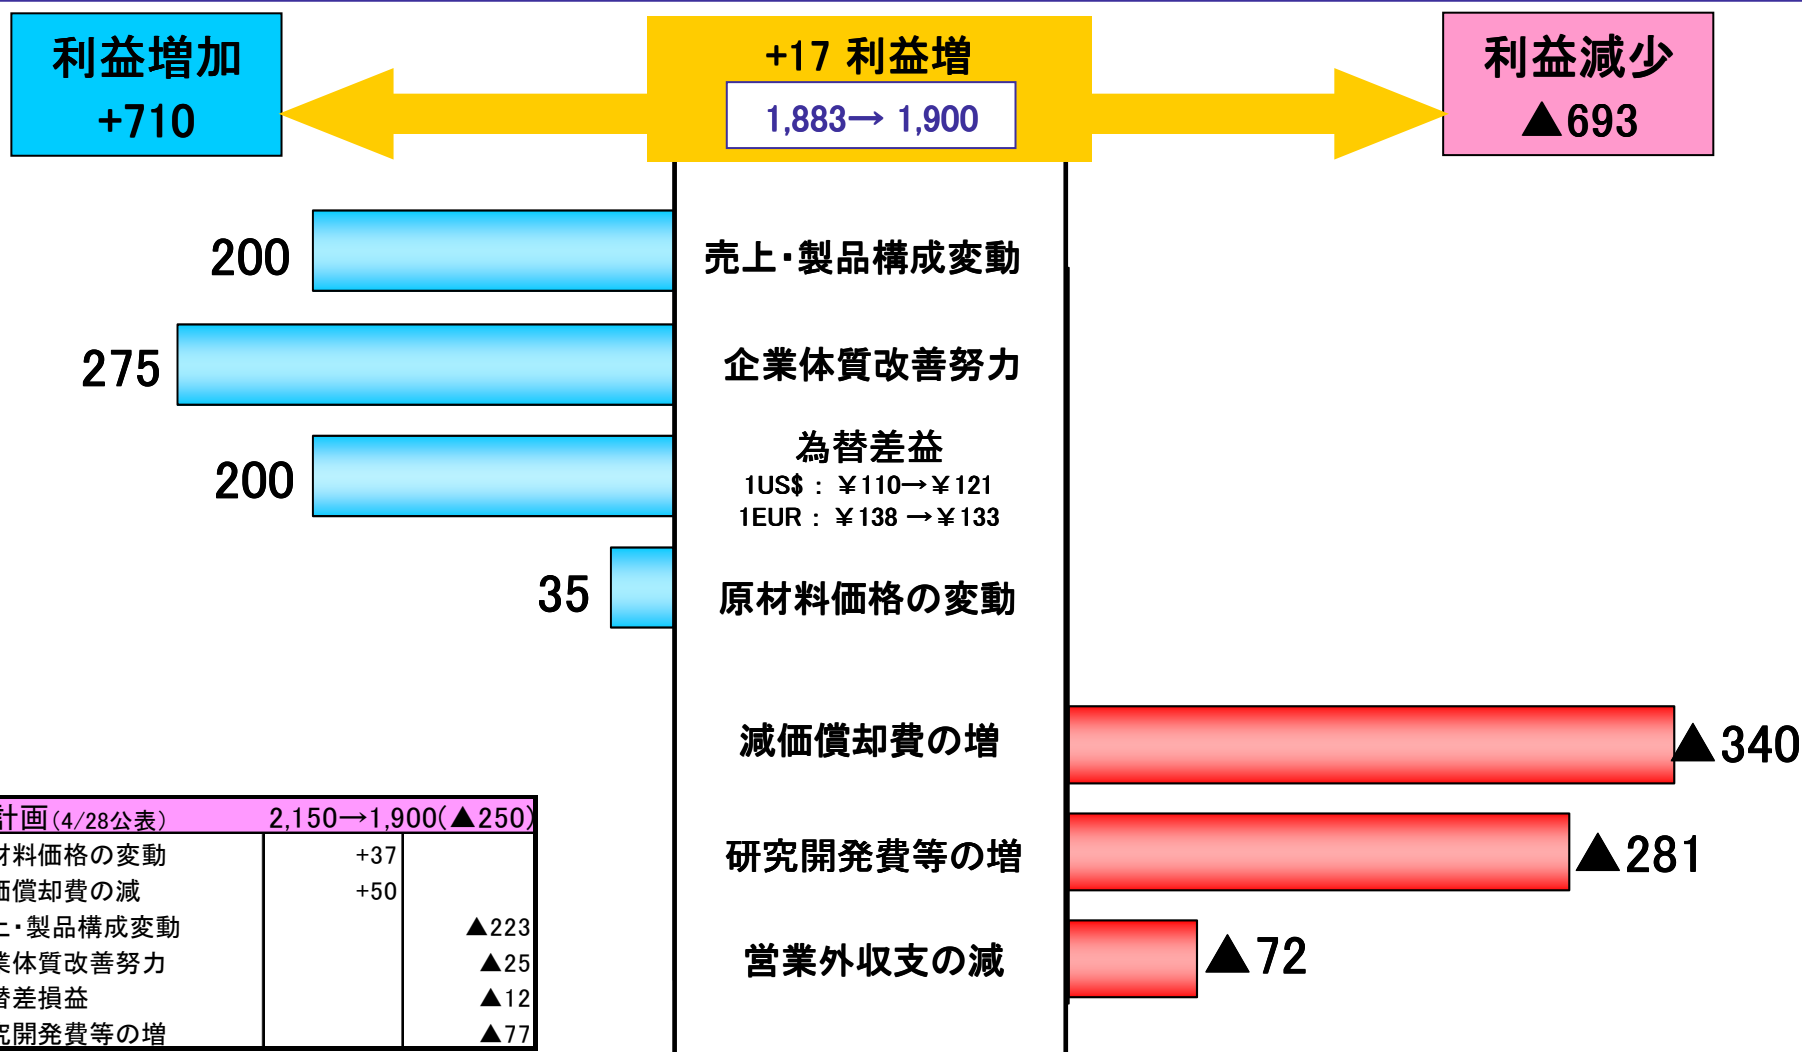 利益増加
+710
+17 利益増
1,883→ 1,900
利益減少
▲693
200
売上・製品構成変動
275
企業体質改善努力
200
為替差益
1US$ : ¥110→¥121
1EUR : ¥138 →¥133
35
原材料価格の変動
減価償却費の増
▲340
研究開発費等の増
▲281
営業外収支の減
▲72
計画(4/28公表) 2,150→1,900(▲250)
材料価格の変動 +37
価償却費の減 +50
上・製品構成変動 ▲223
業体質改善努力 ▲25
替差損益 ▲12
究開発費等の増 ▲77